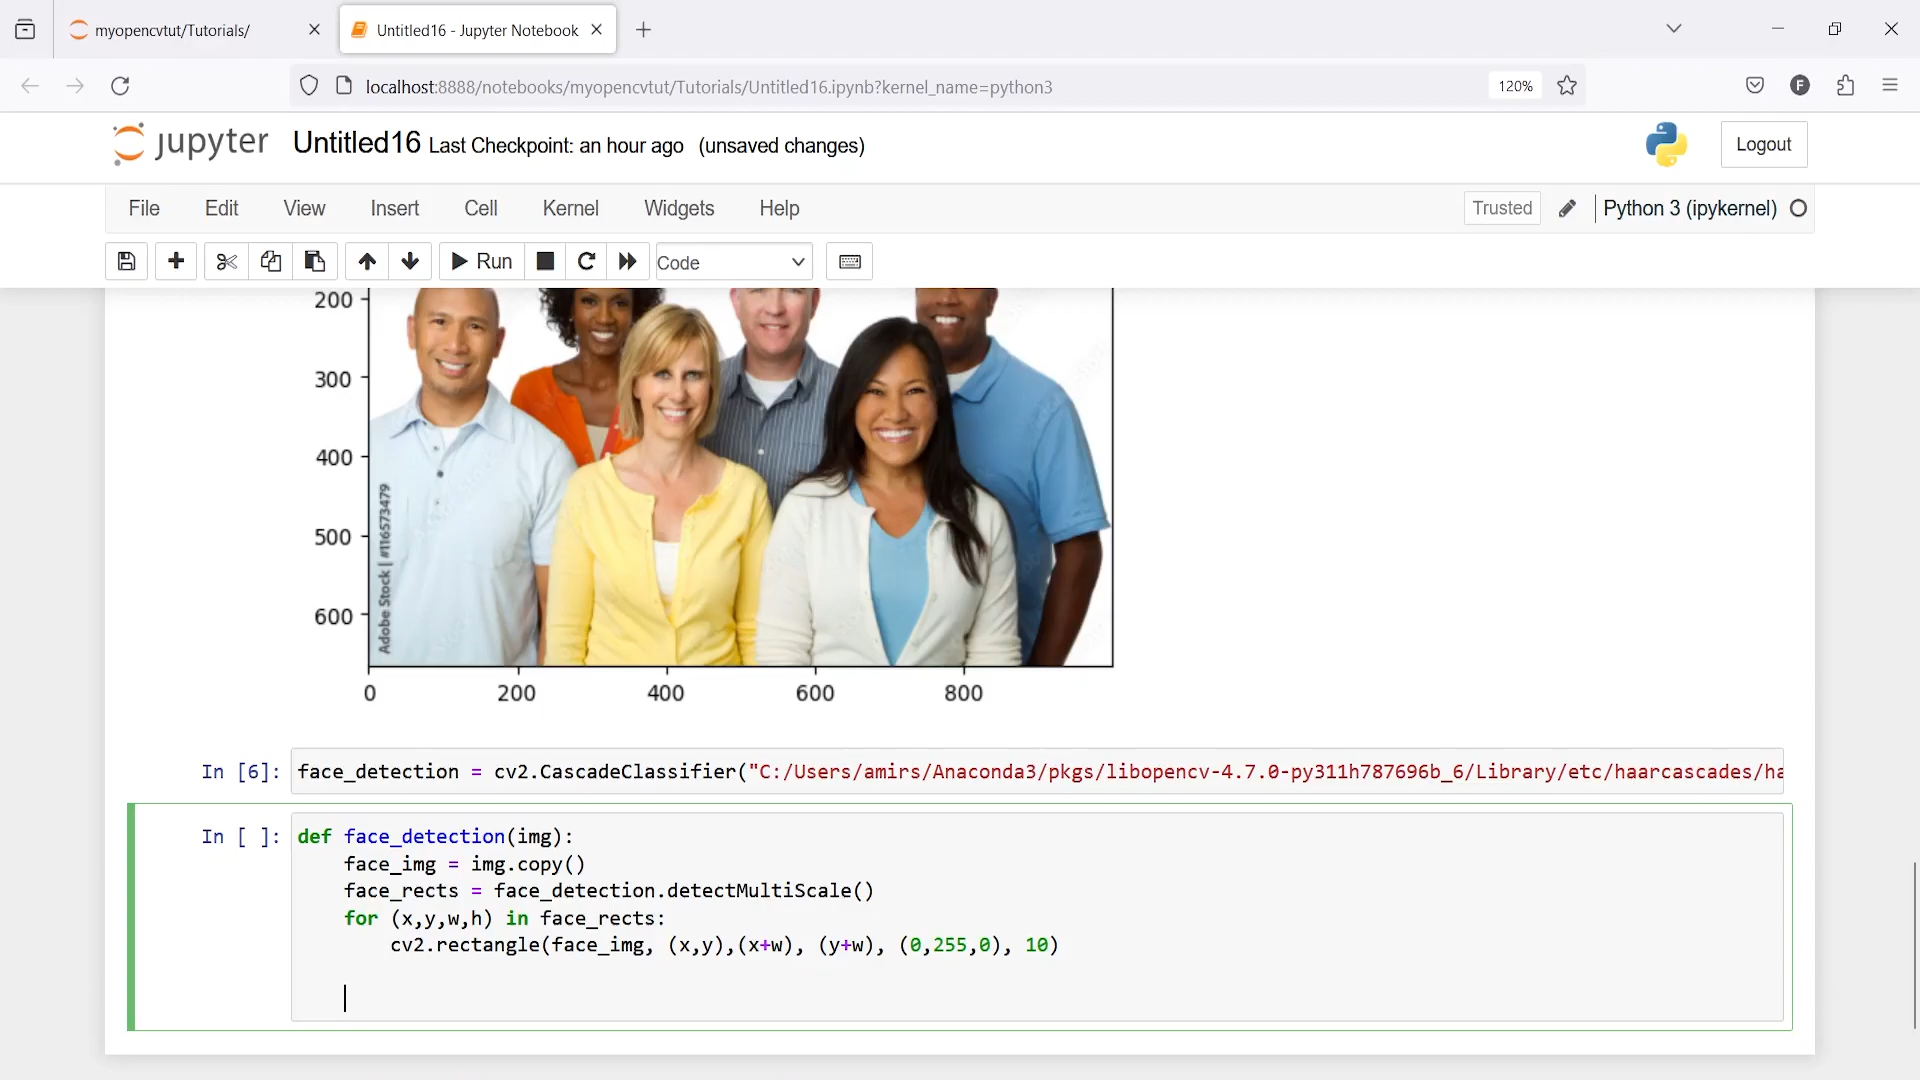 myopencvtut/Tutorials/
Untitled16 - Jupyter Notebook
localhost:8888/notebooks/myopencvtut/Tutorials/Untitled16.ipynb?kernel_name=python3
120%
F
jupyter Untitled16 Last Checkpoint: an hour ago (unsaved changes)
Logout
File Edit View Insert Cell Kernel Widgets Help
Trusted
Python 3 (ipykernel)
Run
Code
200
300
400
500
600
Adobe Stock | #116573479
0 200 400 600 800
In [6]: face_detection = cv2.CascadeClassifier("C:/Users/amirs/Anaconda3/pkgs/libopencv-4.7.0-py311h787696b_6/Library/etc/haarcascades/ha
In [ ]: def face_detection(img):
face_img = img.copy()
face_rects = face_detection.detectMultiScale()
for (x,y,w,h) in face_rects:
cv2.rectangle(face_img, (x,y),(x+w), (y+w), (0,255,0), 10)